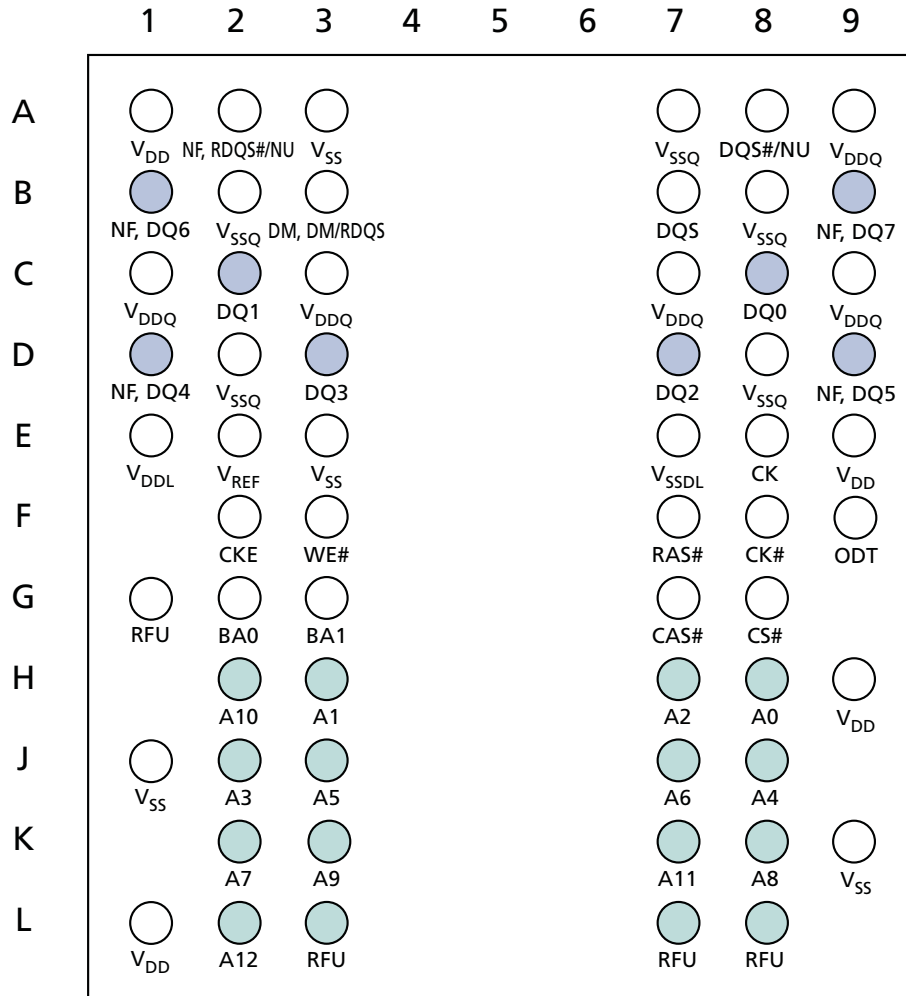 1 2 3 4 5 6 7 8 9
A
VDD NF, RDQS#/NU VSS VSSQ DQS#/NU VDDQ
B
NF, DQ6 VSSQ DM, DM/RDQS DQS VSSQ NF, DQ7
C
VDDQ DQ1 VDDQ VDDQ DQ0 VDDQ
D
NF, DQ4 VSSQ DQ3 DQ2 VSSQ NF, DQ5
E
VDDL VREF VSS VSSDL CK VDD
F
CKE WE# RAS# CK# ODT
G
RFU BA0 BA1 CAS# CS#
H
A10 A1 A2 A0 VDD
J
VSS A3 A5 A6 A4
K
A7 A9 A11 A8 VSS
L
VDD A12 RFU RFU RFU